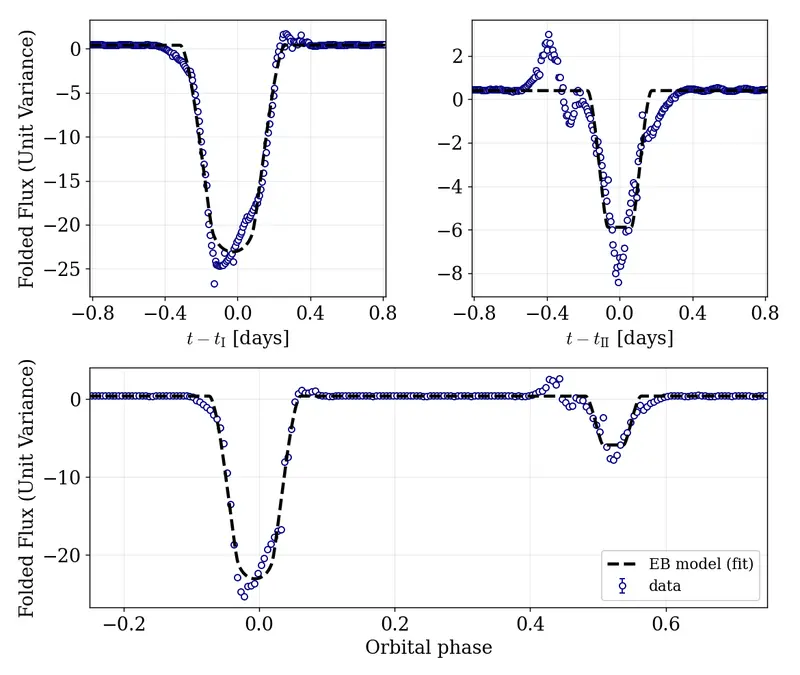 Folded Flux (Unit Variance)
0
−5
−10
−15
−20
−25
−0.8 −0.4 0.0 0.4 0.8
t − tI [days]
2
0
−2
−4
−6
−8
−0.8 −0.4 0.0 0.4 0.8
t − tII [days]
Folded Flux (Unit Variance)
0
−10
−20
EB model (fit)
data
−0.2 0.0 0.2 0.4 0.6
Orbital phase